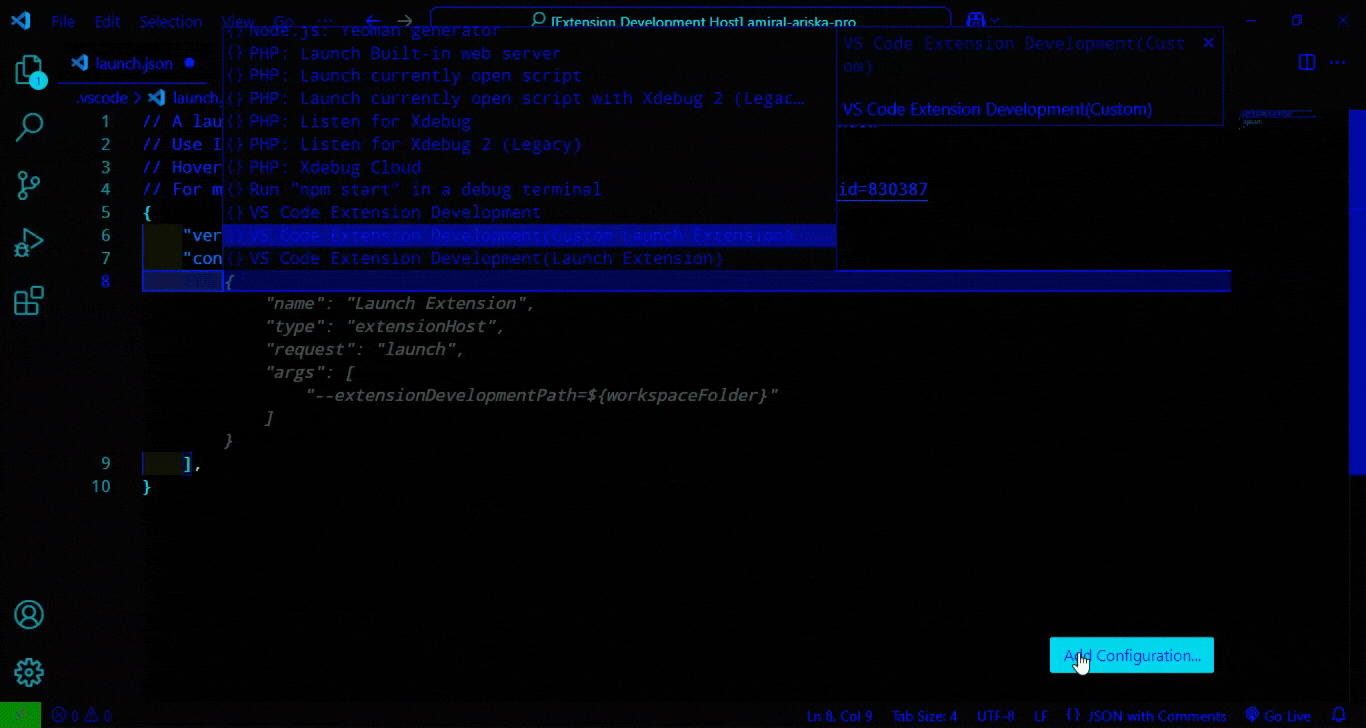 File Edit Selection View Go ··· [Extension Development Host] amiral-ariska-pro
launch.json
.vscode > launch.
Node.js: Yeoman generator
{} PHP: Launch Built-in web server
{} PHP: Launch currently open script
{} PHP: Launch currently open script with Xdebug 2 (Legac…
{} PHP: Listen for Xdebug
{} PHP: Listen for Xdebug 2 (Legacy)
{} PHP: Xdebug Cloud
{} Run "npm start" in a debug terminal
{} VS Code Extension Development
{} VS Code Extension Development(Custom Launch Extension)
{} VS Code Extension Development(Launch Extension)
VS Code Extension Development(Cust
om)
VS Code Extension Development(Custom)
1 // A lau
2 // Use I
3 // Hover
4 // For m id=830387
5 {
6 "ver
7 "con
8 {
"name": "Launch Extension",
"type": "extensionHost",
"request": "launch",
"args": [
"--extensionDevelopmentPath=${workspaceFolder}"
]
}
9 ],
10 }
Add Configuration...
0 0 Ln 8, Col 9 Tab Size: 4 UTF-8 LF {} JSON with Comments Go Live
1